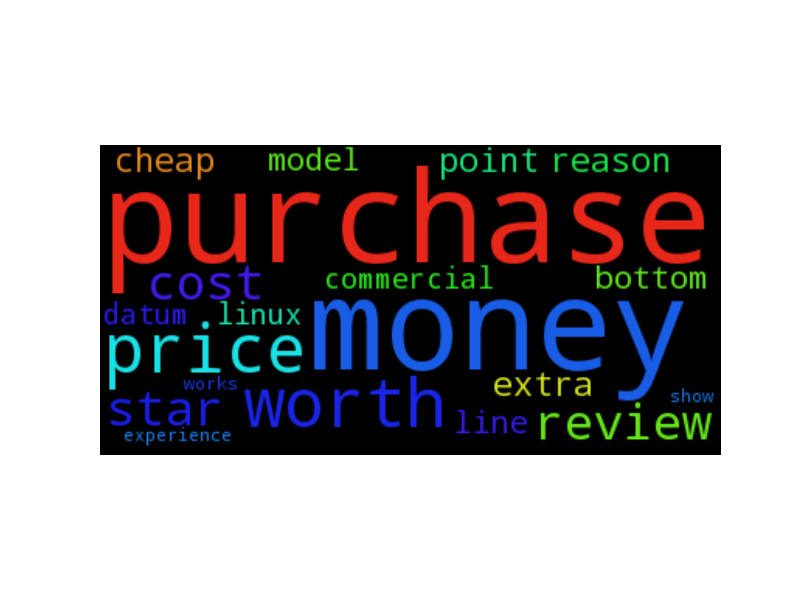 cheap model point reason
purchase
cost commercial bottom
datum linux money
price
works extra show
star worth line review
experience